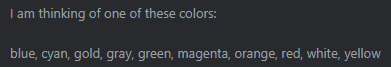 I am thinking of one of these colors:
blue, cyan, gold, gray, green, magenta, orange, red, white, yellow